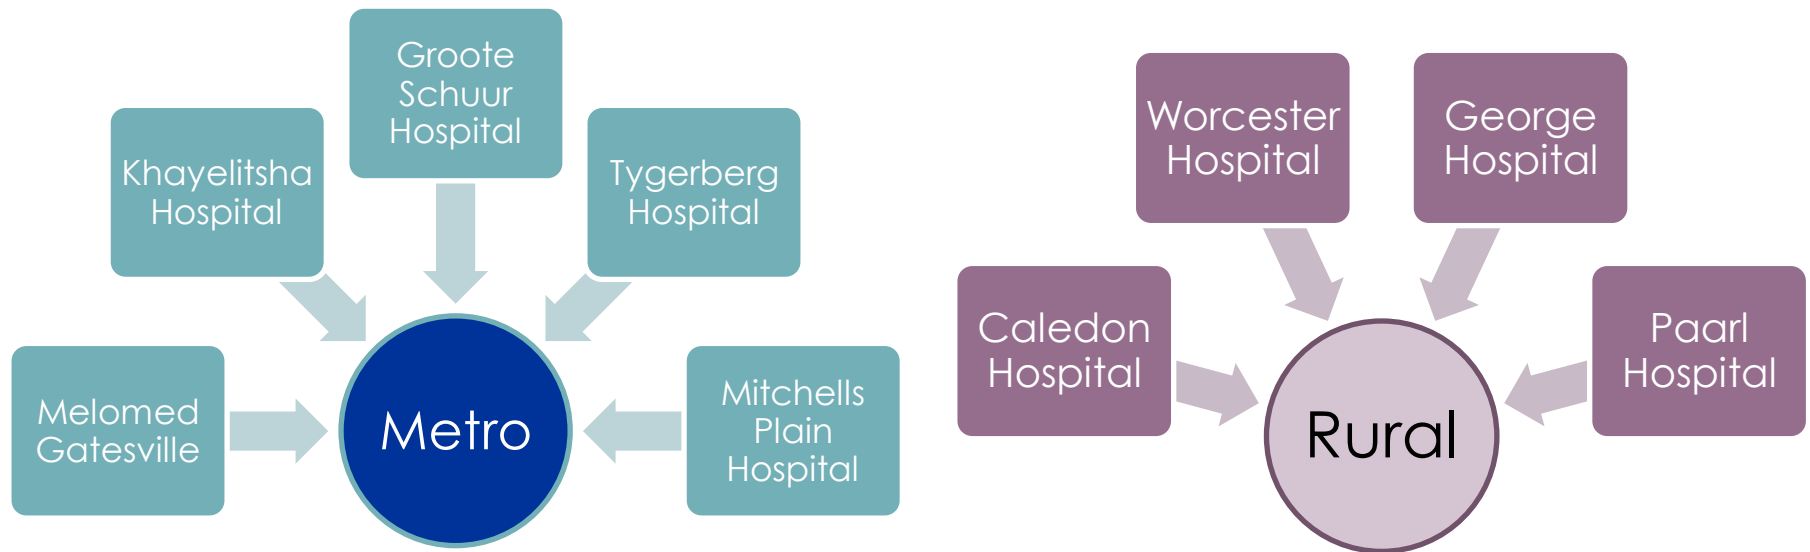 Groote
Schuur
Hospital
Khayelitsha
Hospital
Tygerberg
Hospital
Melomed
Gatesville
Metro
Mitchells
Plain
Hospital
Worcester
Hospital
George
Hospital
Caledon
Hospital
Rural
Paarl
Hospital